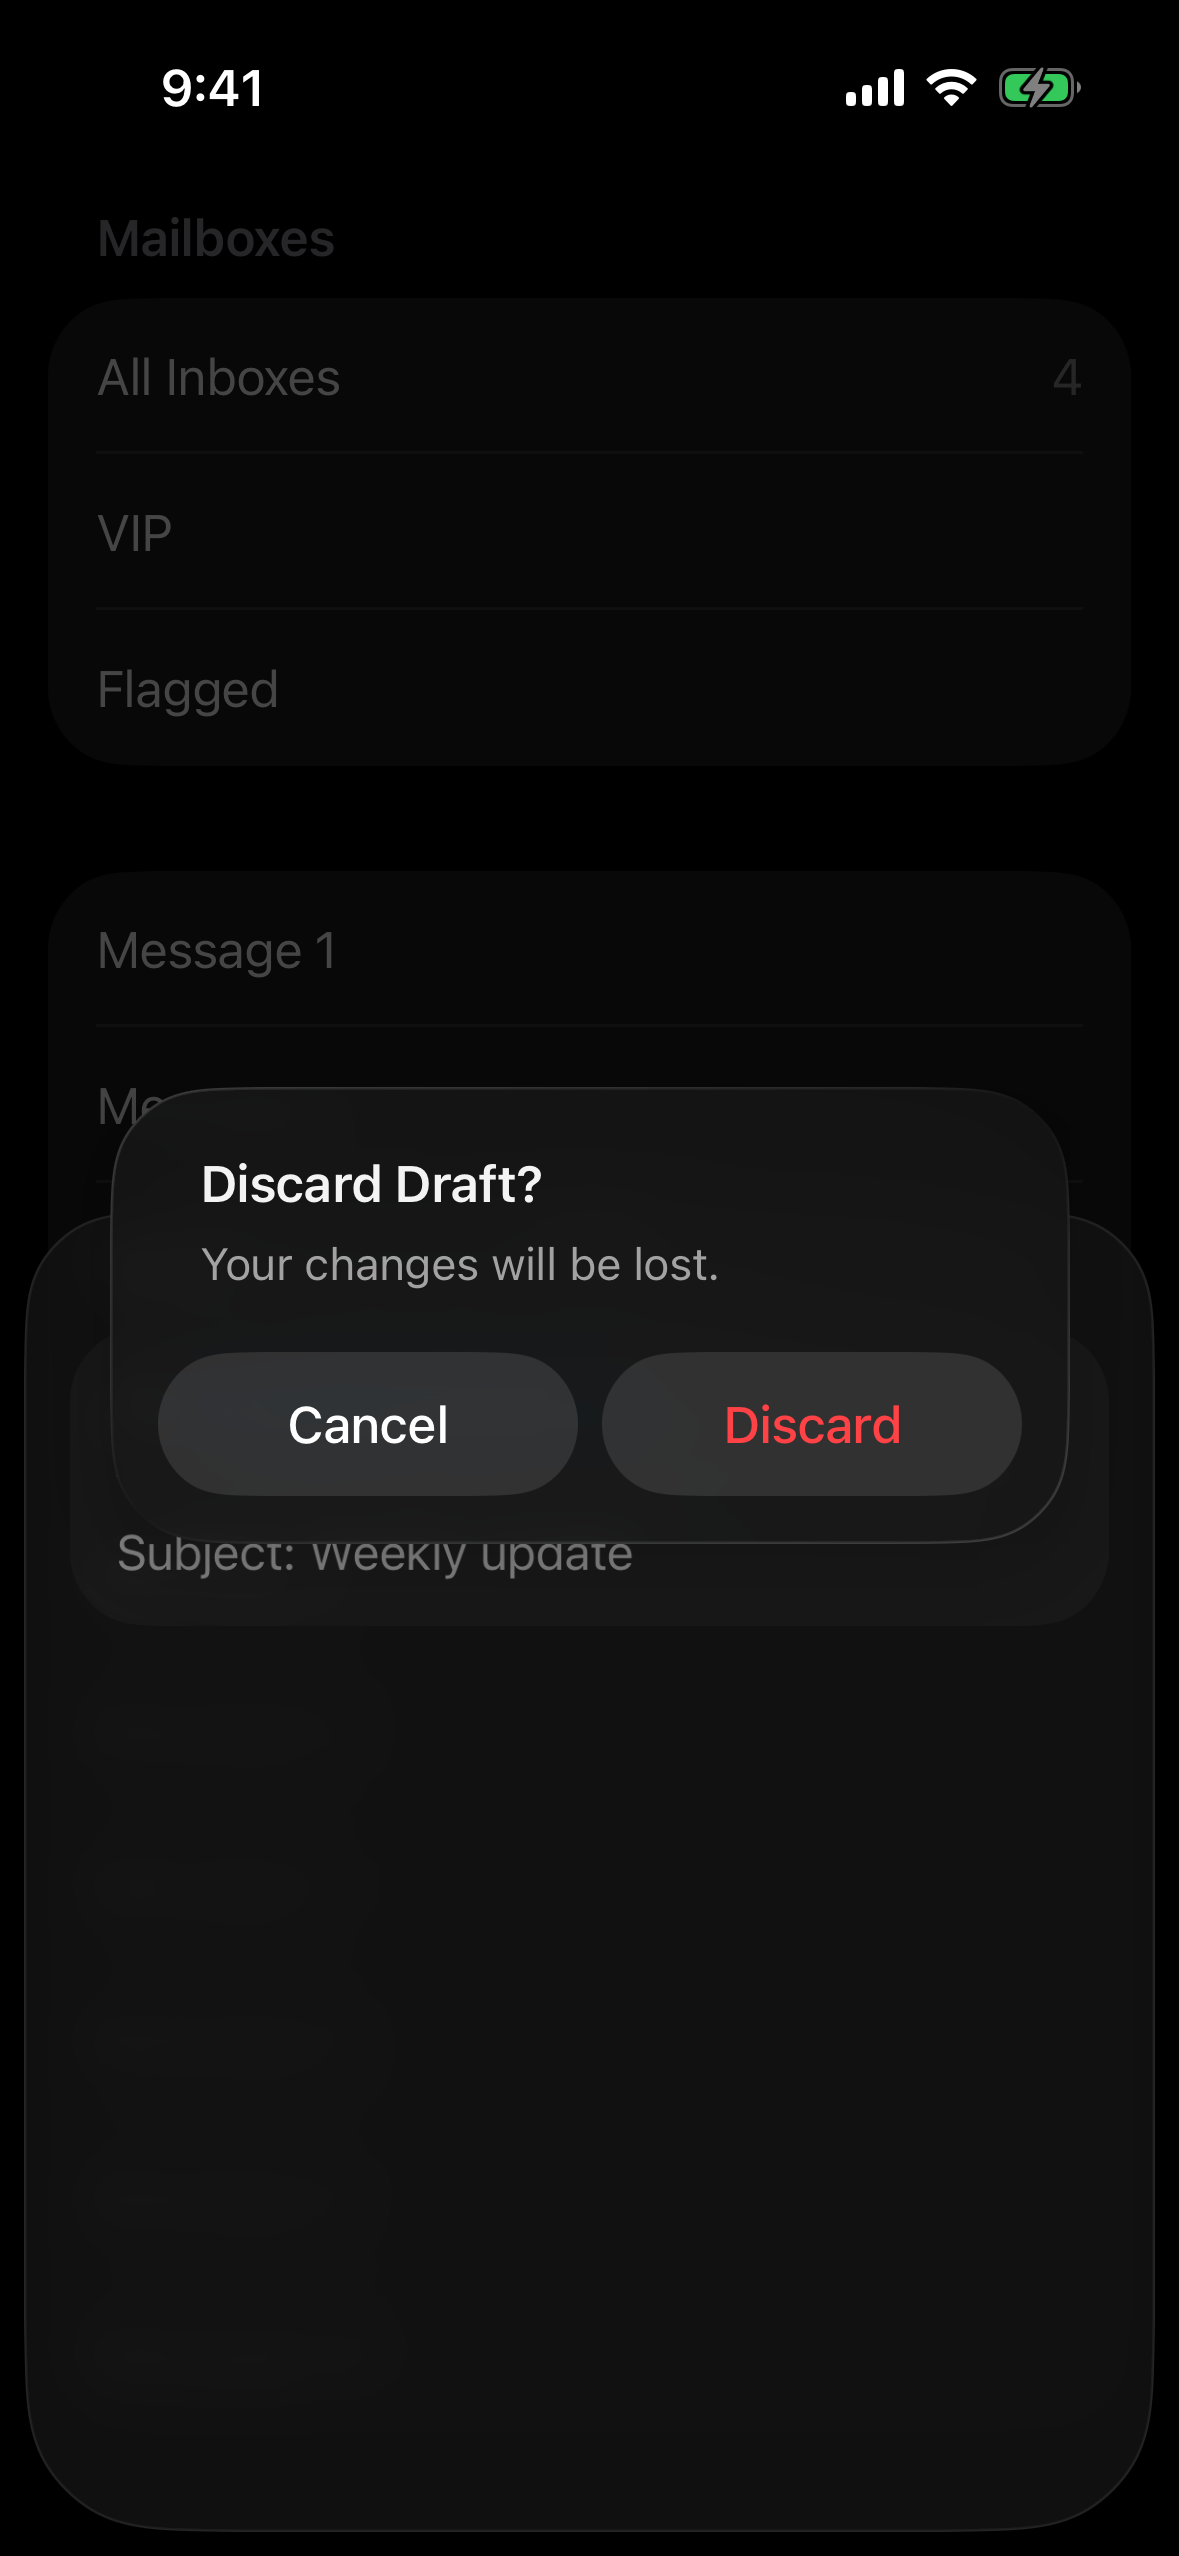 9:41
Mailboxes
All Inboxes 4
VIP
Flagged
Message 1
Discard Draft?
Your changes will be lost.
Cancel Discard
Subject: Weekly update